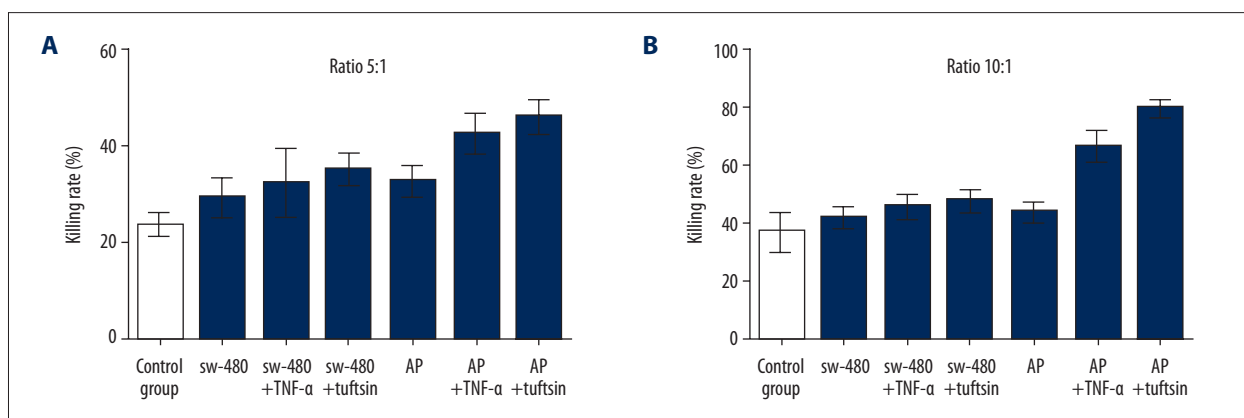 A
Ratio 5:1
Killing rate (%)
60
40
20
0
Control group
sw-480
sw-480 +TNF-α
sw-480 +tuftsin
AP
AP +TNF-α
AP +tuftsin
B
Ratio 10:1
Killing rate (%)
100
80
60
40
20
0
Control group
sw-480
sw-480 +TNF-α
sw-480 +tuftsin
AP
AP +TNF-α
AP +tuftsin